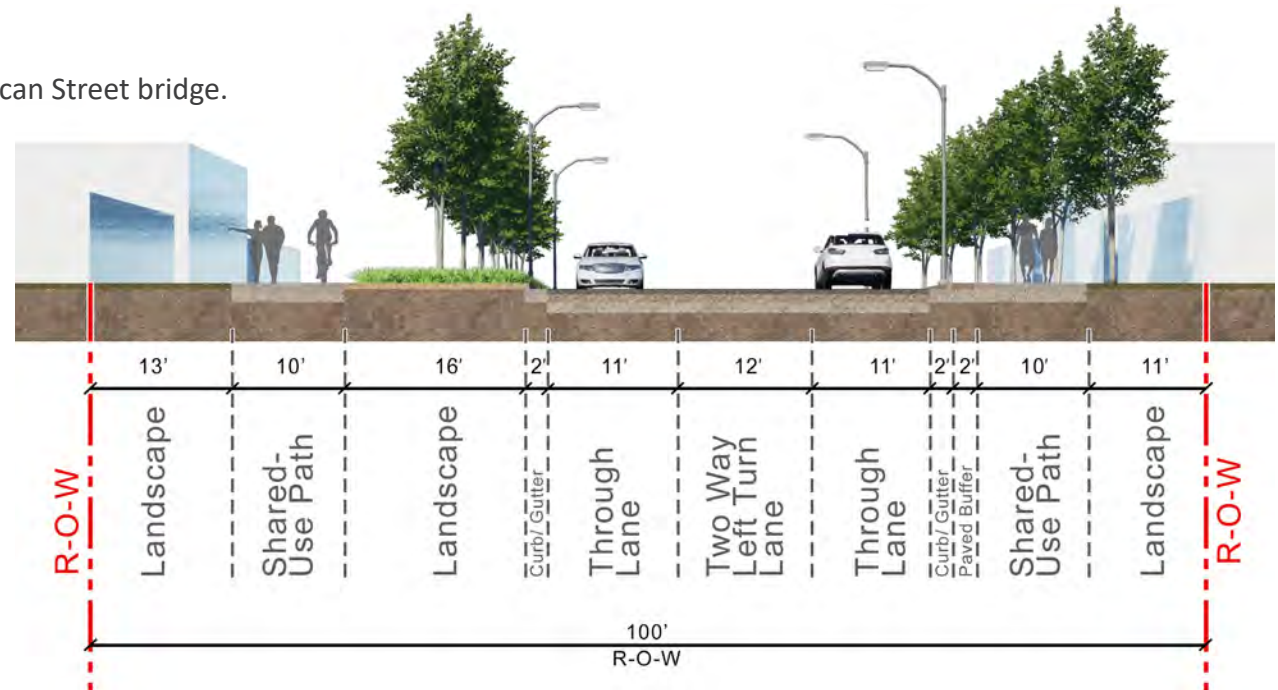 can Street bridge.
13'
10'
16'
2'
11'
12'
11'
2'
2'
10'
11'
R-O-W
Landscape
Shared-
Use Path
Landscape
Curb/ Gutter
Through
Lane
Two Way
Left Turn
Lane
Through
Lane
Curb/ Gutter
Paved Buffer
Shared-
Use Path
Landscape
R-O-W
100'
R-O-W